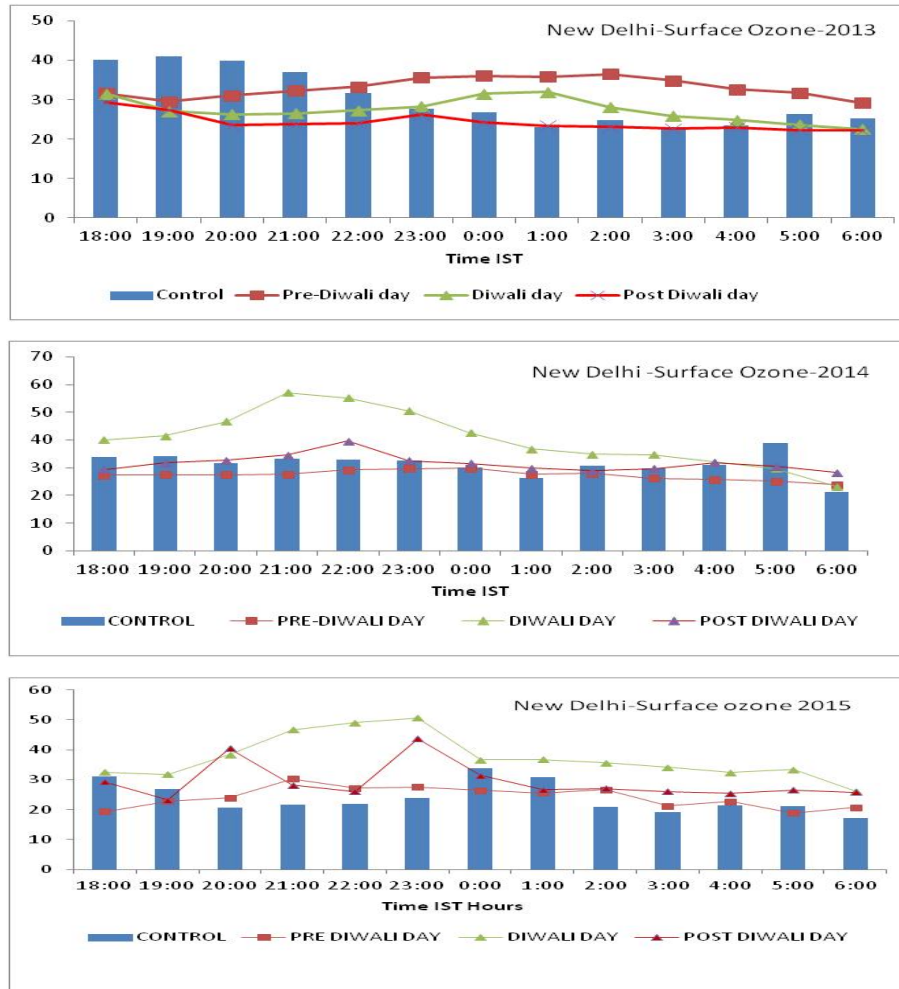 New Delhi-Surface Ozone-2013
50
40
30
20
10
0
18:00 19:00 20:00 21:00 22:00 23:00 0:00 1:00 2:00 3:00 4:00 5:00 6:00
Time IST
Control Pre-Diwali day Diwali day Post Diwali day
New Delhi -Surface Ozone-2014
70
60
50
40
30
20
10
0
18:00 19:00 20:00 21:00 22:00 23:00 0:00 1:00 2:00 3:00 4:00 5:00 6:00
Time IST
CONTROL PRE-DIWALI DAY DIWALI DAY POST DIWALI DAY
New Delhi-Surface ozone 2015
60
50
40
30
20
10
0
18:00 19:00 20:00 21:00 22:00 23:00 0:00 1:00 2:00 3:00 4:00 5:00 6:00
Time IST Hours
CONTROL PRE DIWALI DAY DIWALI DAY POST DIWALI DAY